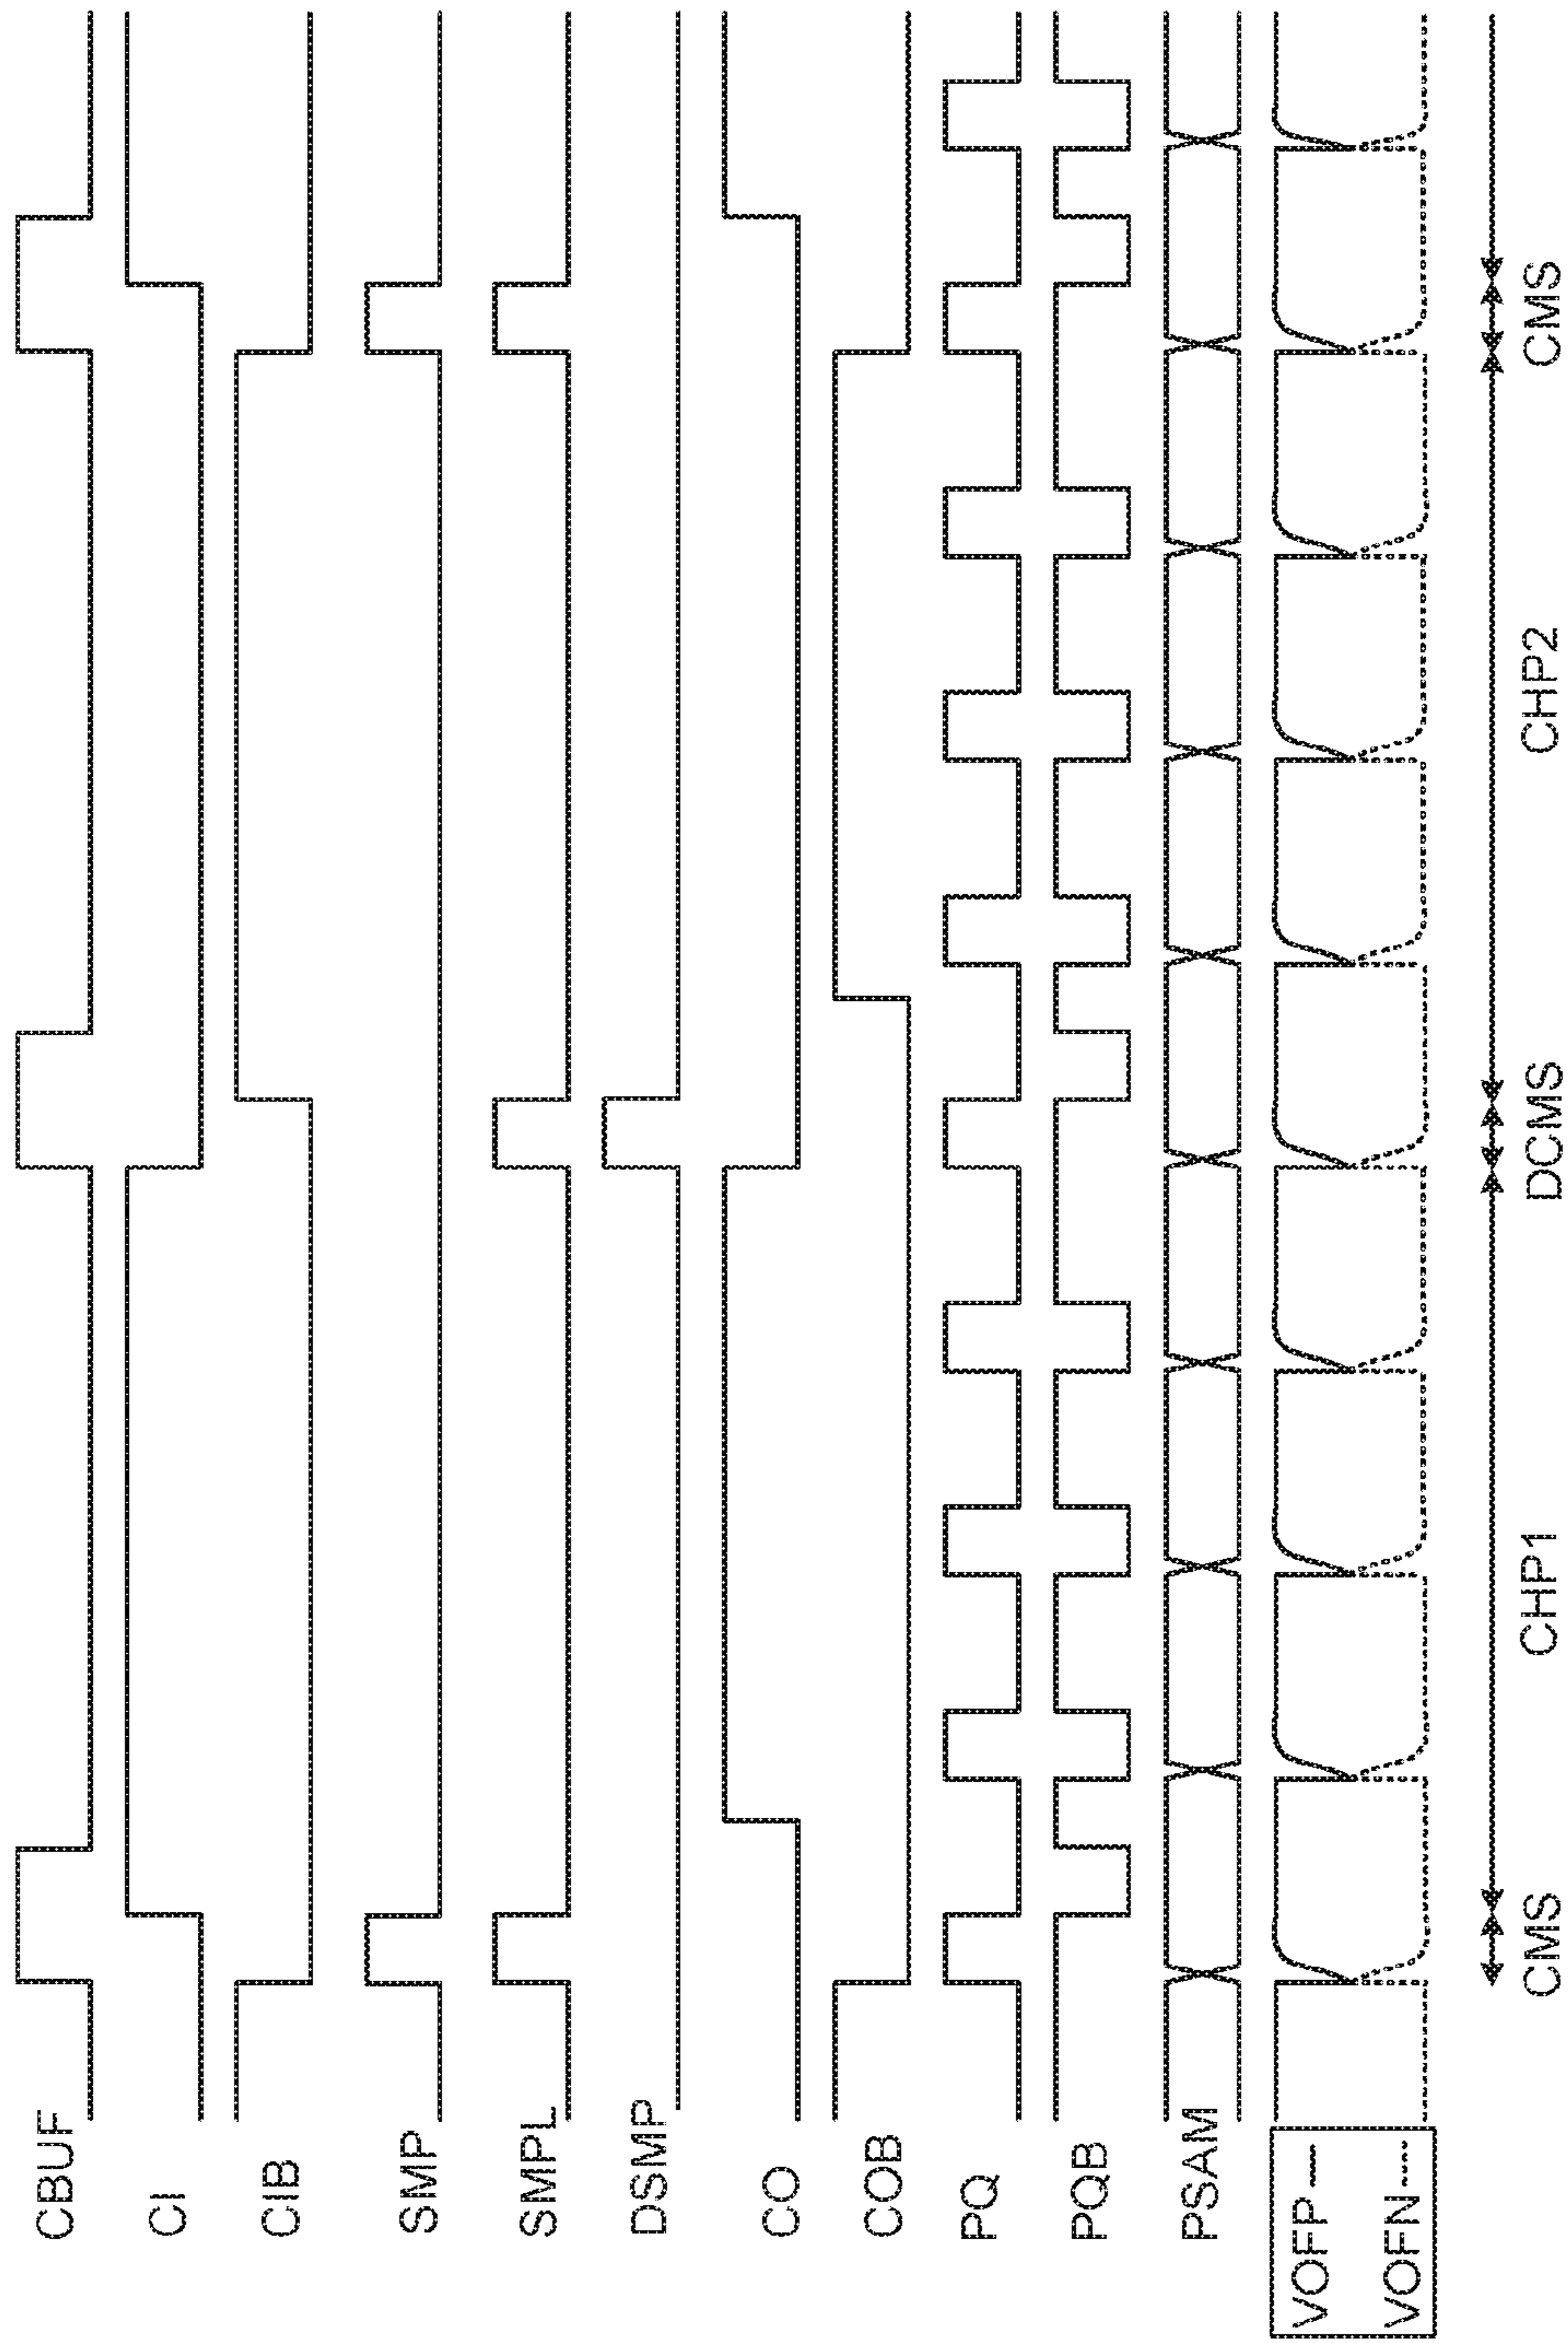 CBUF
CI
CIB
SMP
SMPL
DSMP
CO
COB
PQ
PQB
PSAM
VOFP
VOFN
CMS
CHP1
DCMS
CHP2
CMS